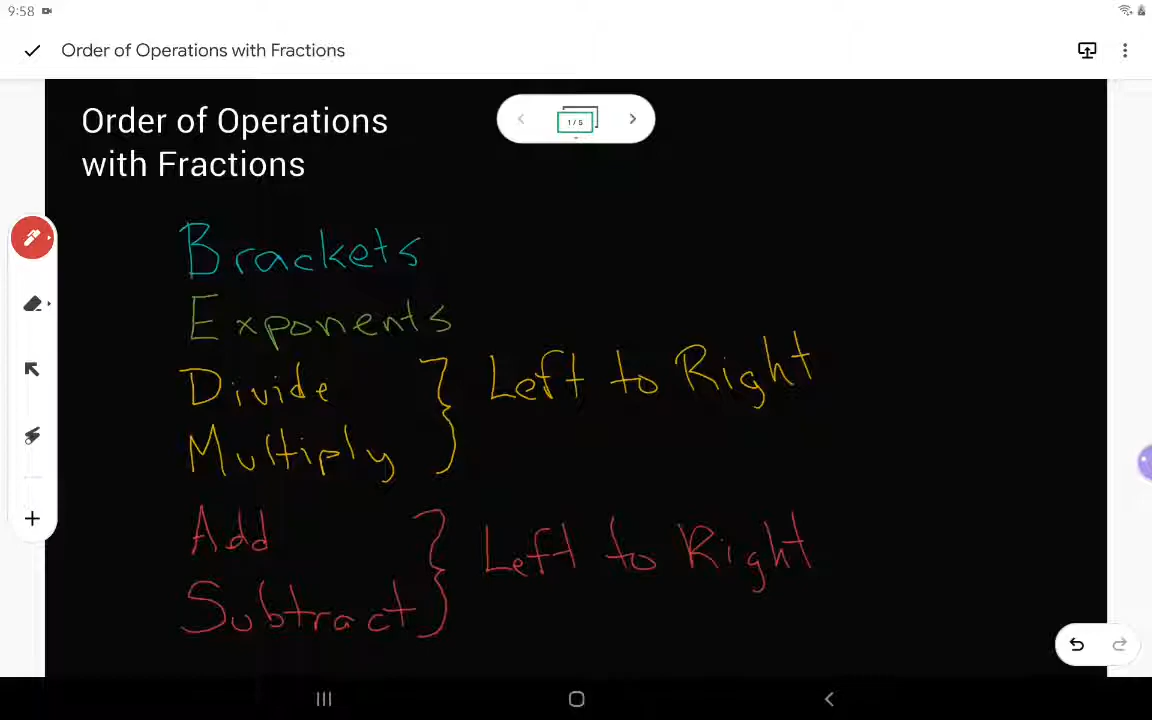 9:58
Order of Operations with Fractions
Order of Operations
with Fractions
1 / 5
Brackets
Exponents
Divide
Left to Right
Multiply
Add
Left to Right
Subtract